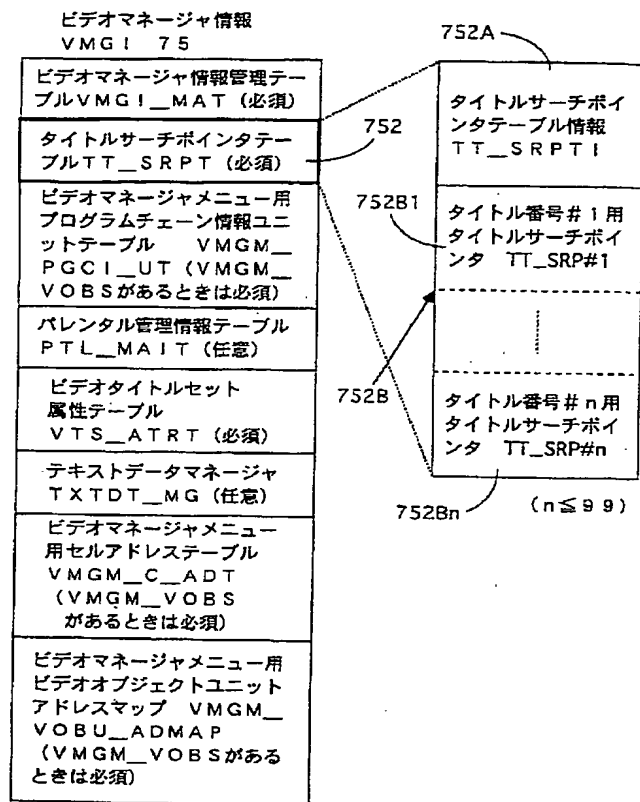 ビデオマネージャ情報
VMGI 75
ビデオマネージャ情報管理テー
ブルVMGI__MAT(必須)
タイトルサーチポインタテー
ブルTT__SRPT(必須)
ビデオマネージャメニュー用
プログラムチェーン情報ユニ
ットテーブル VMGM__
PGCI__UT(VMGM__
VOBSがあるときは必須)
パレンタル管理情報テーブル
PTL__MAIT(任意)
ビデオタイトルセット
属性テーブル
VTS__ATRT(必須)
テキストデータマネージャ
TXTDT__MG(任意)
ビデオマネージャメニュー
用セルアドレステーブル
VMGM__C__ADT
(VMGM__VOBS
があるときは必須)
ビデオマネージャメニュー用
ビデオオブジェクトユニット
アドレスマップ VMGM__
VOBU__ADMAP
(VMGM__VOBSがある
ときは必須)
752
752A
タイトルサーチポイ
ンタテーブル情報
TT__SRPTI
752B1
タイトル番号#1用
タイトルサーチポイ
ンタ TT_SRP#1
752B
タイトル番号#n用
タイトルサーチポイ
ンタ TT_SRP#n
752Bn
(n≦99)